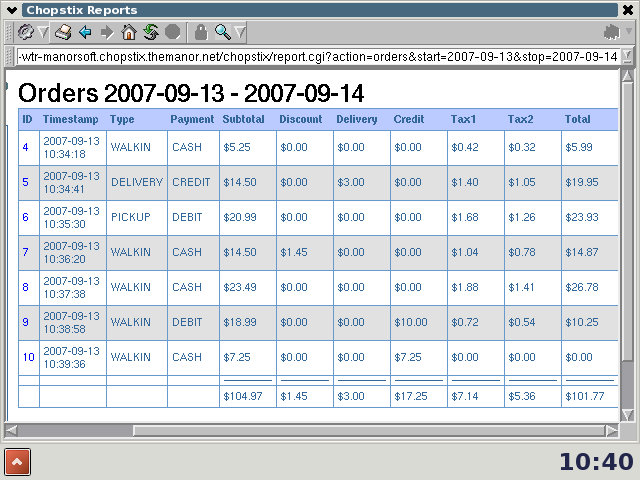 Chopstix Reports
-wtr-manorsoft.chopstix.themanor.net/chopstix/report.cgi?action=orders&start=2007-09-13&stop=2007-09-14
Orders 2007-09-13 - 2007-09-14
ID Timestamp Type Payment Subtotal Discount Delivery Credit Tax1 Tax2 Total
4 2007-09-13 10:34:18 WALKIN CASH $5.25 $0.00 $0.00 $0.00 $0.42 $0.32 $5.99
5 2007-09-13 10:34:41 DELIVERY CREDIT $14.50 $0.00 $3.00 $0.00 $1.40 $1.05 $19.95
6 2007-09-13 10:35:30 PICKUP DEBIT $20.99 $0.00 $0.00 $0.00 $1.68 $1.26 $23.93
7 2007-09-13 10:36:20 WALKIN CASH $14.50 $1.45 $0.00 $0.00 $1.04 $0.78 $14.87
8 2007-09-13 10:37:38 WALKIN CASH $23.49 $0.00 $0.00 $0.00 $1.88 $1.41 $26.78
9 2007-09-13 10:38:58 WALKIN DEBIT $18.99 $0.00 $0.00 $10.00 $0.72 $0.54 $10.25
10 2007-09-13 10:39:36 WALKIN CASH $7.25 $0.00 $0.00 $7.25 $0.00 $0.00 $0.00
$104.97 $1.45 $3.00 $17.25 $7.14 $5.36 $101.77
10:40